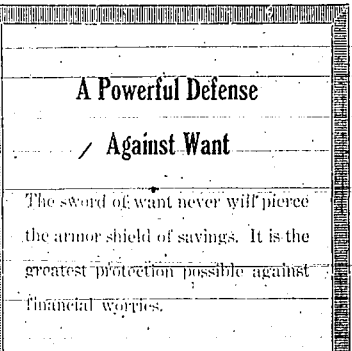 A Powerful Defense
Against Want
The sword of want never will pierce
the armor shield of savings. It is the
greatest protection possible against
financial worries.